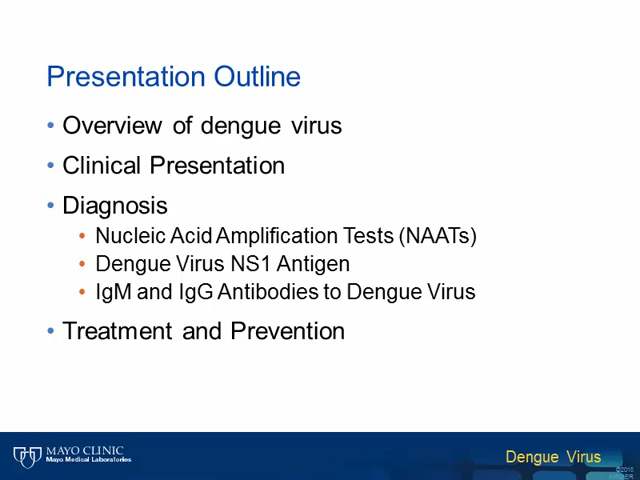 Presentation Outline
• Overview of dengue virus
• Clinical Presentation
• Diagnosis
• Nucleic Acid Amplification Tests (NAATs)
• Dengue Virus NS1 Antigen
• IgM and IgG Antibodies to Dengue Virus
• Treatment and Prevention
MAYO CLINIC
Mayo Medical Laboratories
Dengue Virus